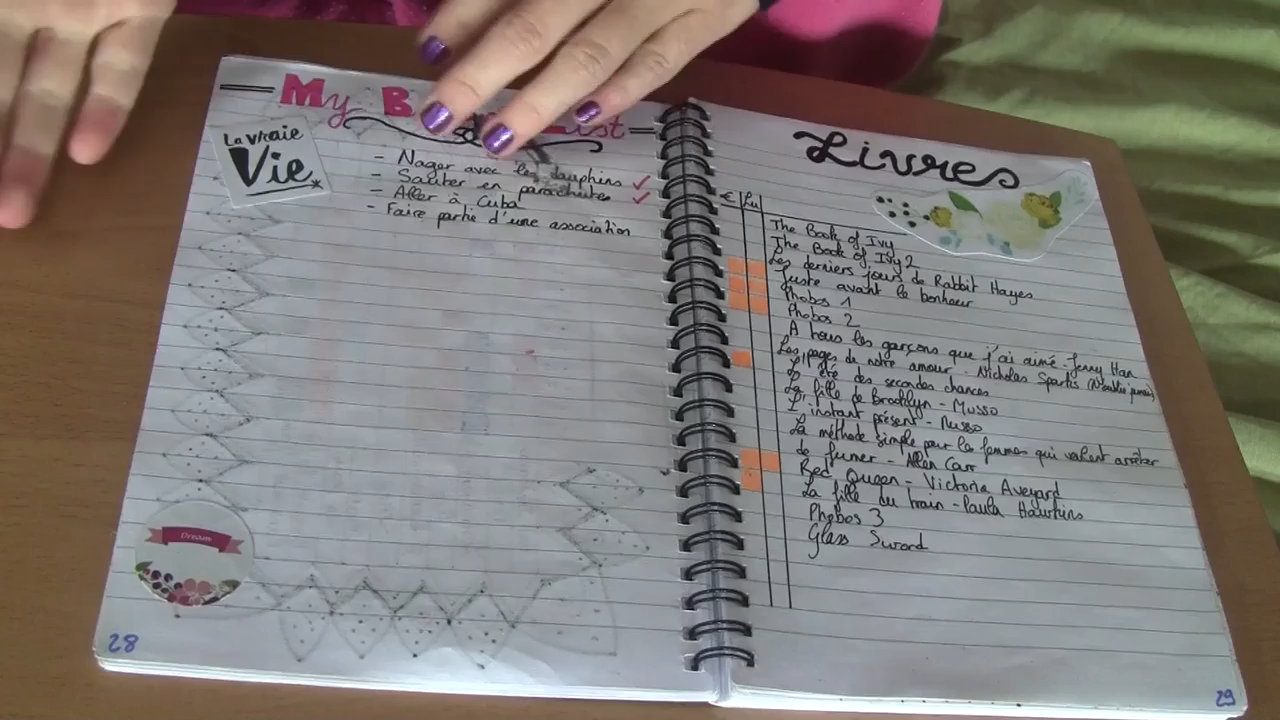 My B List
La vraie
Vie
- Nager avec les dauphins ✓
- Sauter en parachute ✓
- Aller à Cuba
- Faire partie d'une association
Dream
28
Livres
€ Lu
The Book of Ivy
The Book of Ivy 2
Les derniers jours de Rabbit Hayes
Juste avant le bonheur
Phobos 1
Phobos 2
A tous les garçons que j'ai aimé - Jenny Han
Les pages de notre amour - Nicholas Sparks (N'oublie jamais)
L'été des secondes chances
La fille de Brooklyn - Musso
L'instant présent - Musso
La méthode simple pour les femmes qui veulent arrêter
de fumer - Allen Carr
Red Queen - Victoria Aveyard
La fille du train - Paula Hawkins
Phobos 3
Glass Sword
29